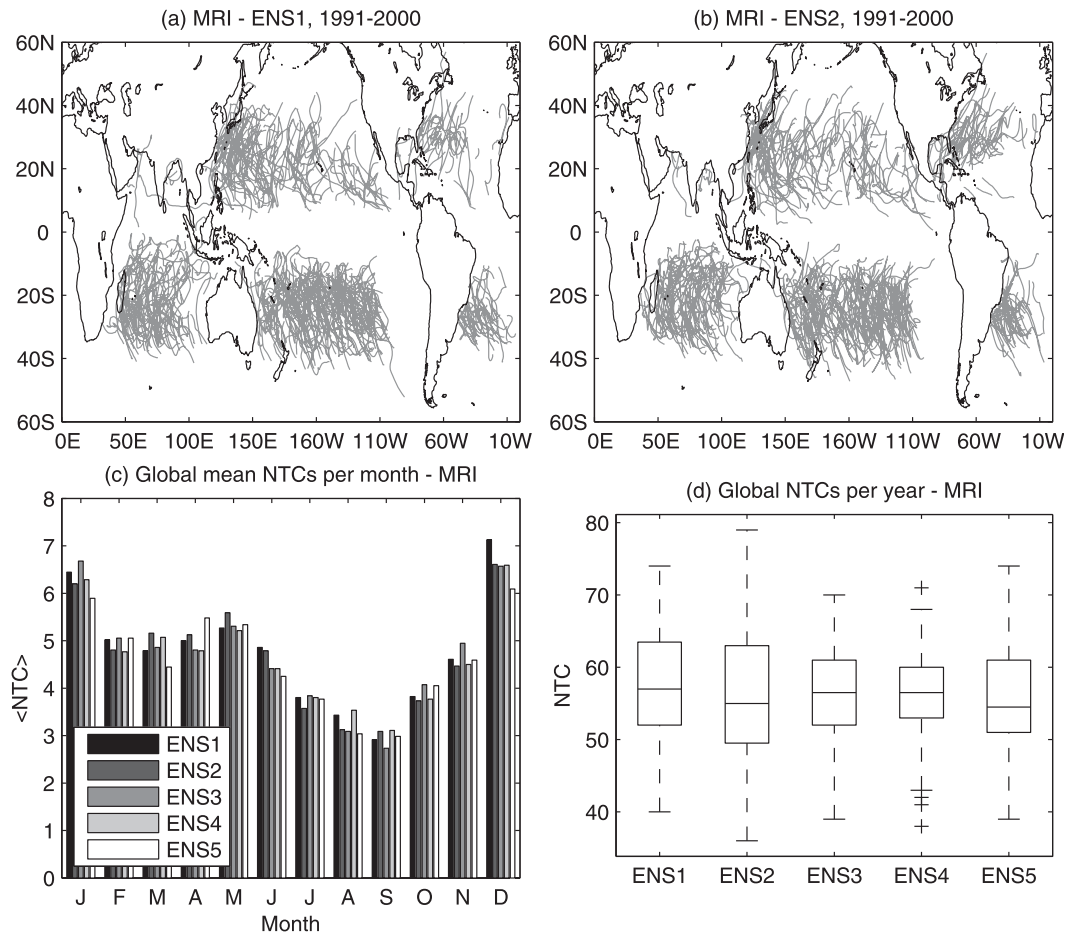 (a) MRI - ENS1, 1991-2000
60N
40N
20N
0
20S
40S
60S
0E 50E 100E 150E 160W 110W 60W 10W
(b) MRI - ENS2, 1991-2000
60N
40N
20N
0
20S
40S
60S
0E 50E 100E 150E 160W 110W 60W 10W
(c) Global mean NTCs per month - MRI
<NTC>
8
7
6
5
4
3
2
1
0
ENS1
ENS2
ENS3
ENS4
ENS5
J F M A M J J A S O N D
Month
(d) Global NTCs per year - MRI
NTC
80
70
60
50
40
ENS1 ENS2 ENS3 ENS4 ENS5